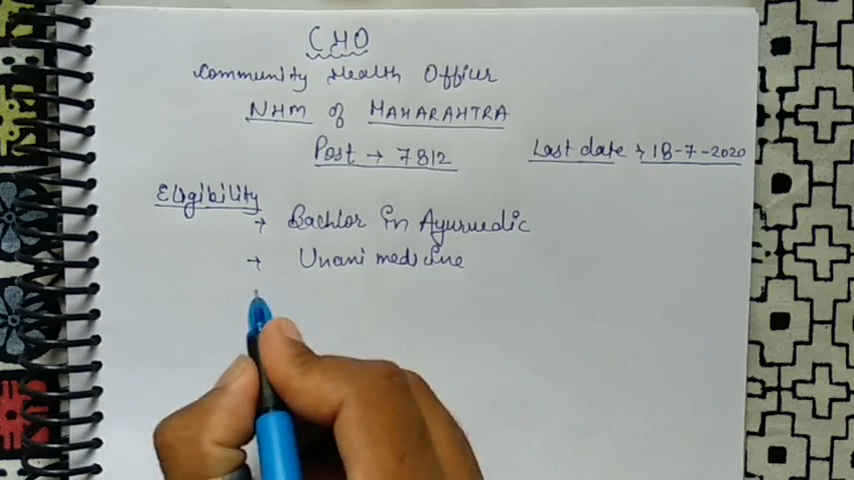 CHO
Community Health Officer
NHM of MAHARAHTRA
Post → 7812 Last date → 18-7-2020
Eligibility
→ Bachlor in Ayurvedic
→ Unani medicine